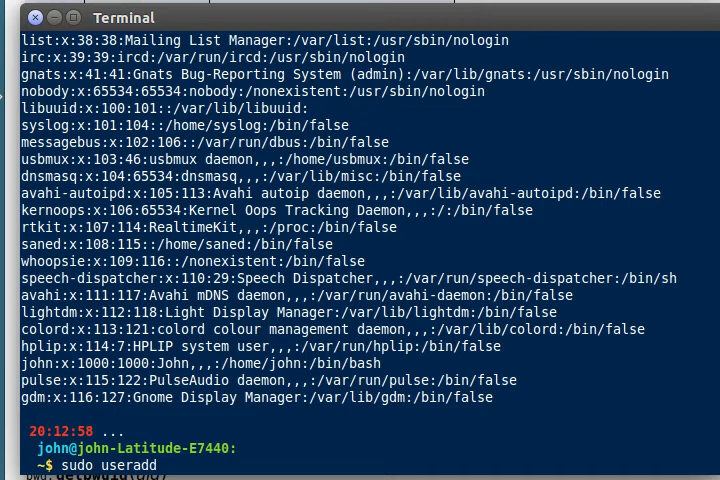 Terminal
list:x:38:38:Mailing List Manager:/var/list:/usr/sbin/nologin
irc:x:39:39:ircd:/var/run/ircd:/usr/sbin/nologin
gnats:x:41:41:Gnats Bug-Reporting System (admin):/var/lib/gnats:/usr/sbin/nologin
nobody:x:65534:65534:nobody:/nonexistent:/usr/sbin/nologin
libuuid:x:100:101::/var/lib/libuuid:
syslog:x:101:104::/home/syslog:/bin/false
messagebus:x:102:106::/var/run/dbus:/bin/false
usbmux:x:103:46:usbmux daemon,,,:/home/usbmux:/bin/false
dnsmasq:x:104:65534:dnsmasq,,,:/var/lib/misc:/bin/false
avahi-autoipd:x:105:113:Avahi autoip daemon,,,:/var/lib/avahi-autoipd:/bin/false
kernoops:x:106:65534:Kernel Oops Tracking Daemon,,,:/:/bin/false
rtkit:x:107:114:RealtimeKit,,,:/proc:/bin/false
saned:x:108:115::/home/saned:/bin/false
whoopsie:x:109:116::/nonexistent:/bin/false
speech-dispatcher:x:110:29:Speech Dispatcher,,,:/var/run/speech-dispatcher:/bin/sh
avahi:x:111:117:Avahi mDNS daemon,,,:/var/run/avahi-daemon:/bin/false
lightdm:x:112:118:Light Display Manager:/var/lib/lightdm:/bin/false
colord:x:113:121:colord colour management daemon,,,:/var/lib/colord:/bin/false
hplip:x:114:7:HPLIP system user,,,:/var/run/hplip:/bin/false
john:x:1000:1000:John,,,:/home/john:/bin/bash
pulse:x:115:122:PulseAudio daemon,,,:/var/run/pulse:/bin/false
gdm:x:116:127:Gnome Display Manager:/var/lib/gdm:/bin/false
20:12:58 ...
john@john-Latitude-E7440:
~$ sudo useradd